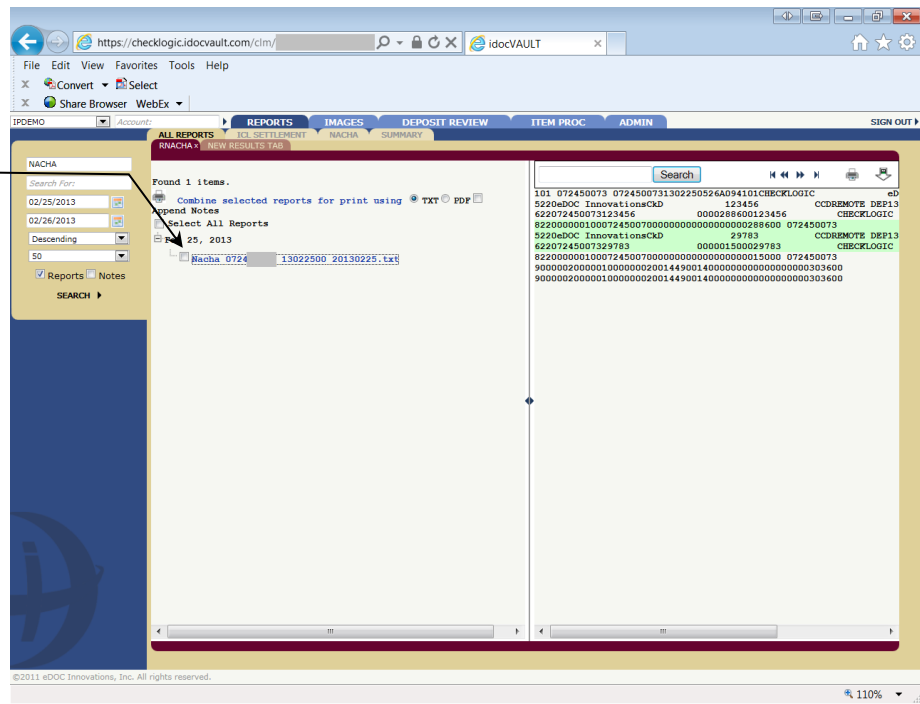 https://checklogic.idocvault.com/clm/
idocVAULT
File Edit View Favorites Tools Help
x Convert Select
x Share Browser WebEx
IPDEMO Account: REPORTS IMAGES DEPOSIT REVIEW ITEM PROC ADMIN SIGN OUT
ALL REPORTS ICL SETTLEMENT NACHA SUMMARY
RNACHA x NEW RESULTS TAB
NACHA
Search For:
02/25/2013
02/26/2013
Descending
50
Reports Notes
SEARCH
Found 1 items.
Combine selected reports for print using TXT PDF
Append Notes
Select All Reports
25, 2013
Nacha 0724 13022500 20130225.txt
Search
101 072450073 0724500731302250526A094101CHECKLOGIC eD
5220eDOC InnovationsCkD 123456 CCDREMOTE DEP13
622072450073123456 0000288600123456 CHECKLOGIC
82200000010007245007000000000000000288600 072450073
5220eDOC InnovationsCkD 29783 CCDREMOTE DEP13
62207245007329783 000001500029783 CHECKLOGIC
82200000010007245007000000000000000015000 072450073
9000002000001000000020014490014000000000000000000303600
9000002000001000000020014490014000000000000000000303600
©2011 eDOC Innovations, Inc. All rights reserved.
110%